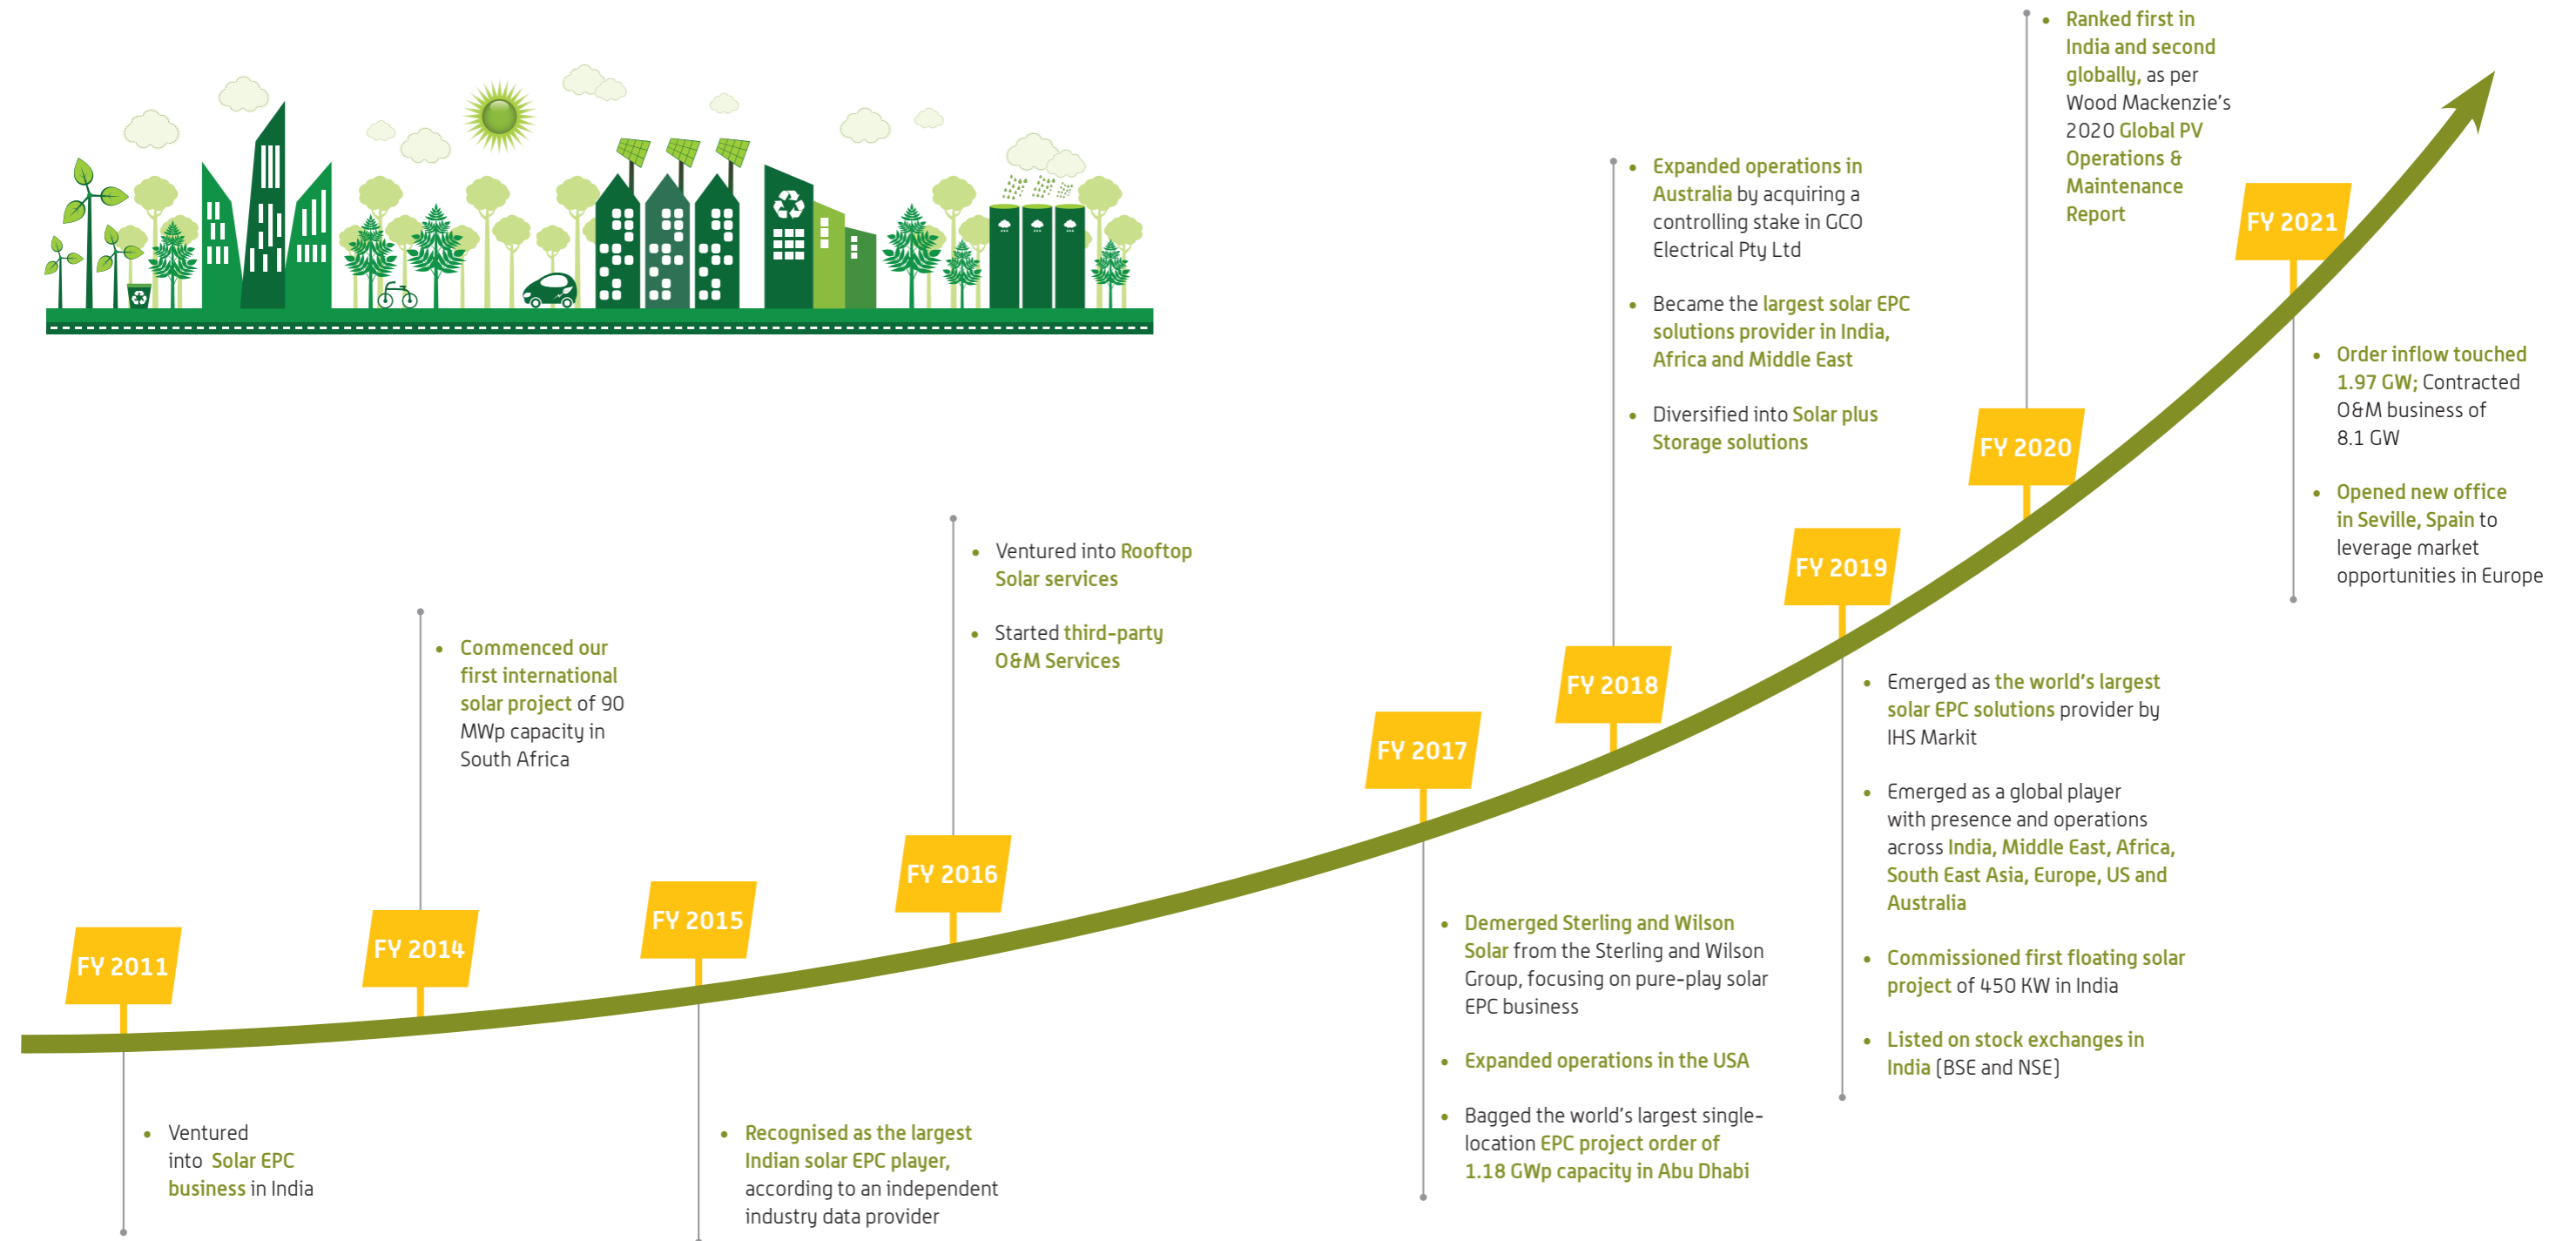 FY 2011
• Ventured
into Solar EPC
business in India
FY 2014
• Commenced our
first international
solar project of 90
MWp capacity in
South Africa
FY 2015
• Recognised as the largest
Indian solar EPC player,
according to an independent
industry data provider
FY 2016
• Ventured into Rooftop
Solar services
• Started third-party
O&M Services
FY 2017
• Demerged Sterling and Wilson
Solar from the Sterling and Wilson
Group, focusing on pure-play solar
EPC business
• Expanded operations in the USA
• Bagged the world's largest single-
location EPC project order of
1.18 GWp capacity in Abu Dhabi
FY 2018
• Expanded operations in
Australia by acquiring a
controlling stake in GCO
Electrical Pty Ltd
• Became the largest solar EPC
solutions provider in India,
Africa and Middle East
• Diversified into Solar plus
Storage solutions
FY 2019
• Emerged as the world's largest
solar EPC solutions provider by
IHS Markit
• Emerged as a global player
with presence and operations
across India, Middle East, Africa,
South East Asia, Europe, US and
Australia
• Commissioned first floating solar
project of 450 KW in India
• Listed on stock exchanges in
India (BSE and NSE)
FY 2020
• Ranked first in
India and second
globally, as per
Wood Mackenzie's
2020 Global PV
Operations &
Maintenance
Report
FY 2021
• Order inflow touched
1.97 GW; Contracted
O&M business of
8.1 GW
• Opened new office
in Seville, Spain to
leverage market
opportunities in Europe